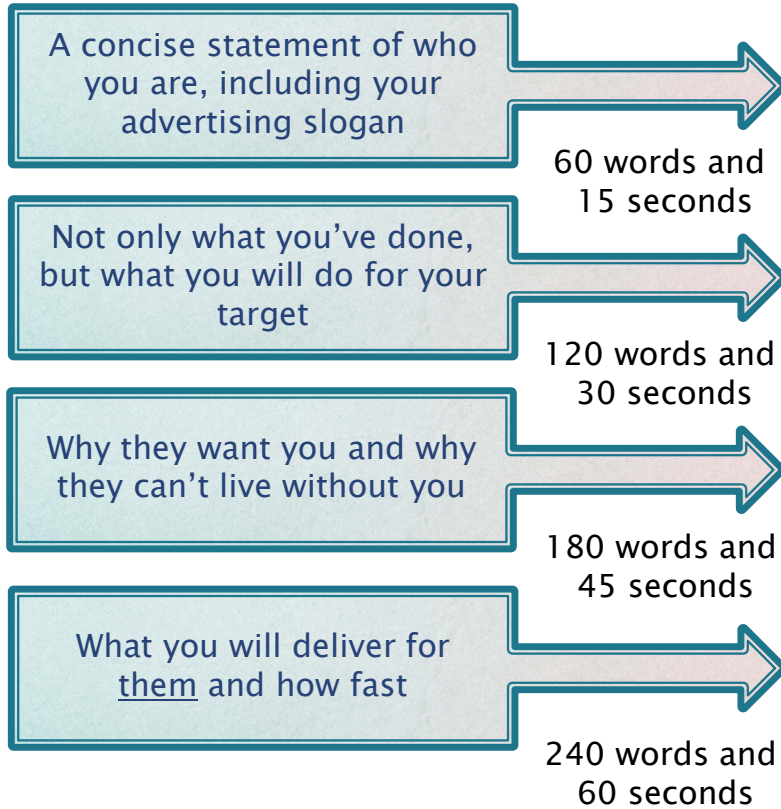 A concise statement of who
you are, including your
advertising slogan
60 words and
15 seconds
Not only what you’ve done,
but what you will do for your
target
120 words and
30 seconds
Why they want you and why
they can’t live without you
180 words and
45 seconds
What you will deliver for
them and how fast
240 words and
60 seconds